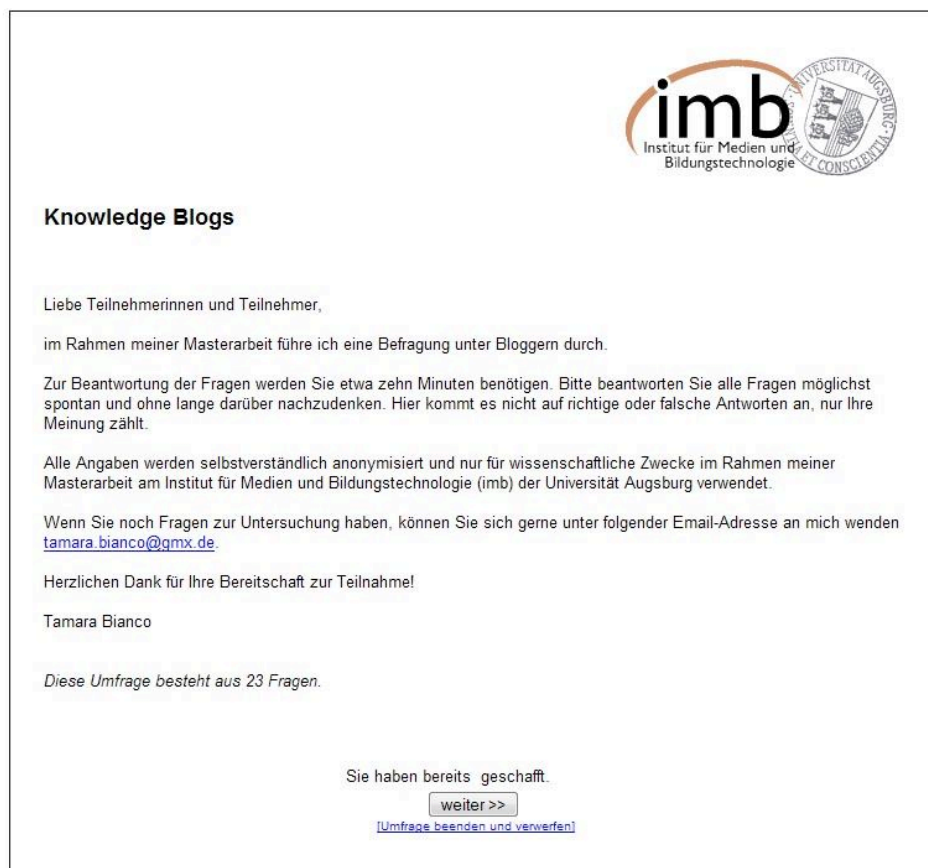 UNIVERSITAT AUGSBURG
imb
Institut für Medien und
Bildungstechnologie
ET CONSCIENTIA
Knowledge Blogs
Liebe Teilnehmerinnen und Teilnehmer,
im Rahmen meiner Masterarbeit führe ich eine Befragung unter Bloggern durch.
Zur Beantwortung der Fragen werden Sie etwa zehn Minuten benötigen. Bitte beantworten Sie alle Fragen möglichst
spontan und ohne lange darüber nachzudenken. Hier kommt es nicht auf richtige oder falsche Antworten an, nur Ihre
Meinung zählt.
Alle Angaben werden selbstverständlich anonymisiert und nur für wissenschaftliche Zwecke im Rahmen meiner
Masterarbeit am Institut für Medien und Bildungstechnologie (imb) der Universität Augsburg verwendet.
Wenn Sie noch Fragen zur Untersuchung haben, können Sie sich gerne unter folgender Email-Adresse an mich wenden
tamara.bianco@gmx.de.
Herzlichen Dank für Ihre Bereitschaft zur Teilnahme!
Tamara Bianco
Diese Umfrage besteht aus 23 Fragen.
Sie haben bereits geschafft.
weiter >>
[Umfrage beenden und verwerfen]